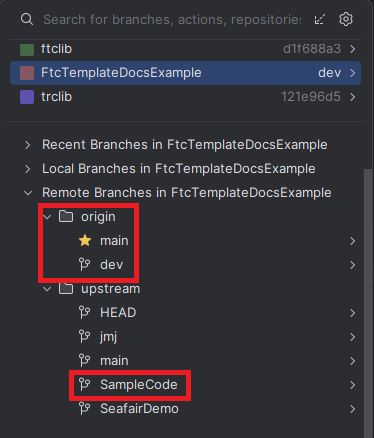 Search for branches, actions, repositories
ftclib d1f688a3
FtcTemplateDocsExample dev
trclib 121e96d5
Recent Branches in FtcTemplateDocsExample
Local Branches in FtcTemplateDocsExample
Remote Branches in FtcTemplateDocsExample
origin
main
dev
upstream
HEAD
jmj
main
SampleCode
SeafairDemo